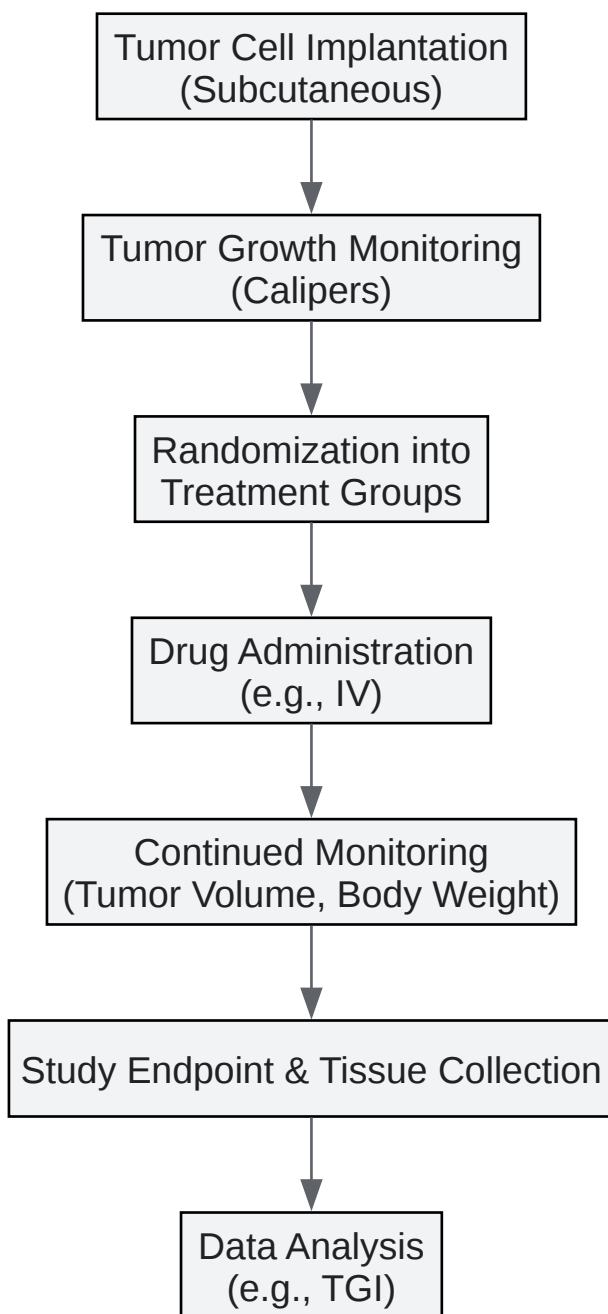 Tumor Cell Implantation
(Subcutaneous)
Tumor Growth Monitoring
(Calipers)
Randomization into
Treatment Groups
Drug Administration
(e.g., IV)
Continued Monitoring
(Tumor Volume, Body Weight)
Study Endpoint & Tissue Collection
Data Analysis
(e.g., TGI)